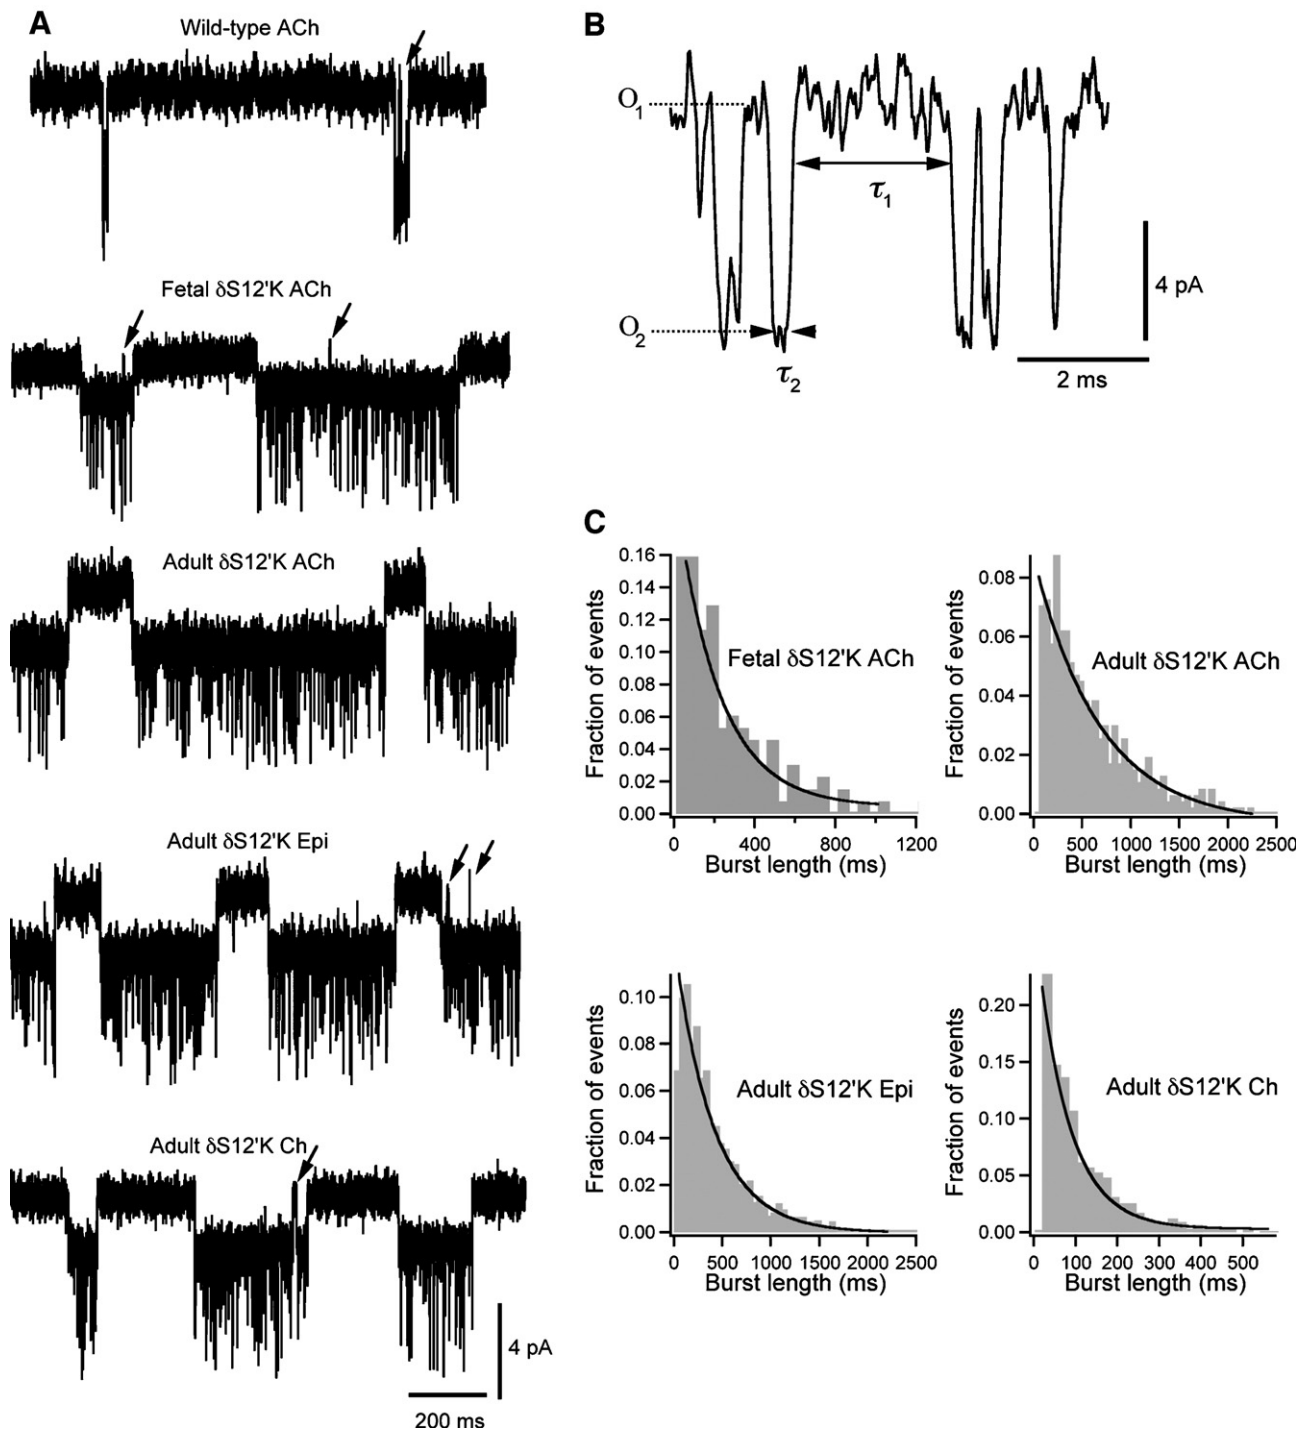 A
Wild-type ACh
Fetal δS12'K ACh
Adult δS12'K ACh
Adult δS12'K Epi
Adult δS12'K Ch
4 pA
200 ms
B
O1
τ1
O2
τ2
4 pA
2 ms
C
Fraction of events
0.16
0.14
0.12
0.10
0.08
0.06
0.04
0.02
0.00
Fetal δS12'K ACh
0 400 800 1200
Burst length (ms)
Fraction of events
0.08
0.06
0.04
0.02
0.00
Adult δS12'K ACh
0 500 1000 1500 2000 2500
Burst length (ms)
Fraction of events
0.10
0.08
0.06
0.04
0.02
0.00
Adult δS12'K Epi
0 500 1000 1500 2000 2500
Burst length (ms)
Fraction of events
0.20
0.15
0.10
0.05
0.00
Adult δS12'K Ch
0 100 200 300 400 500
Burst length (ms)